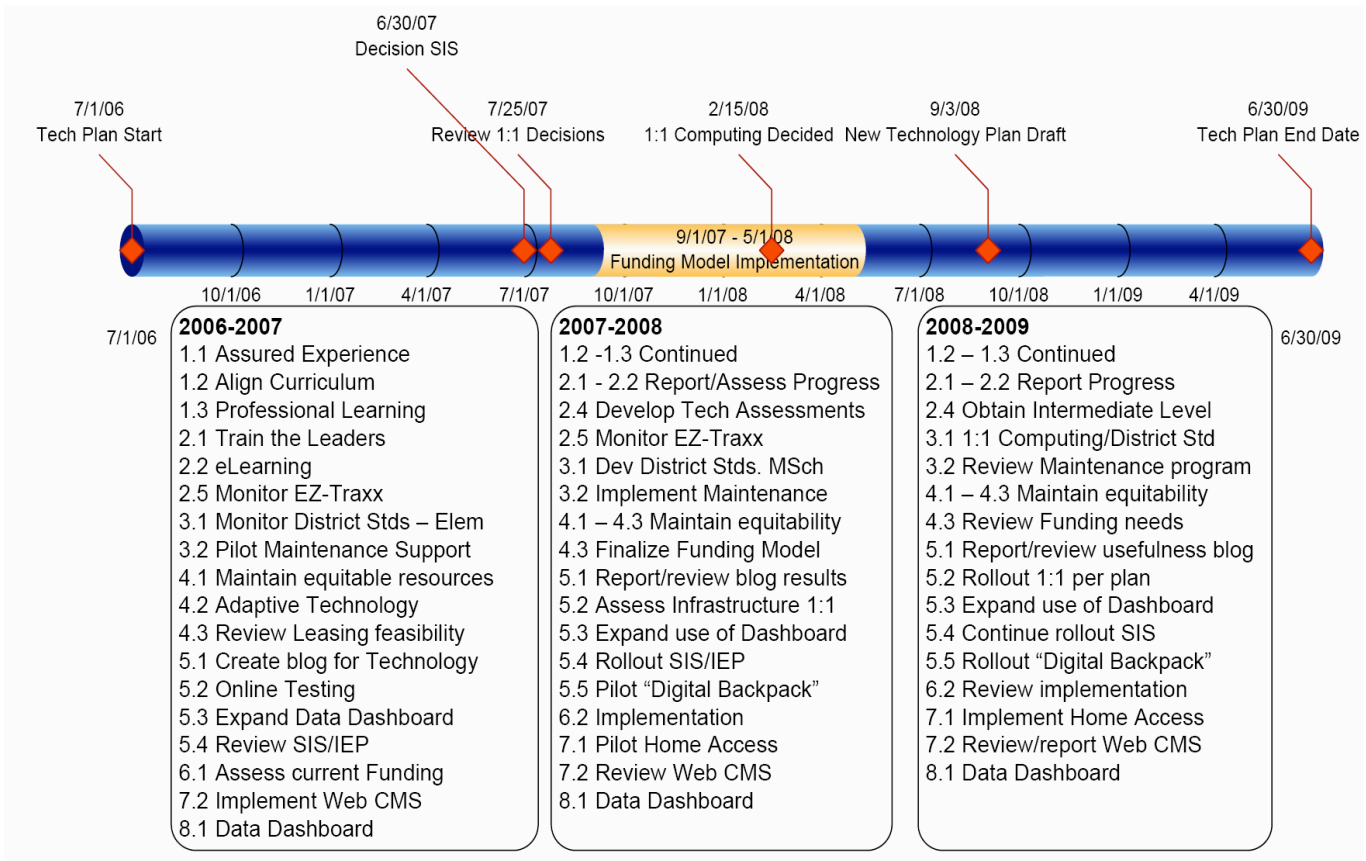 6/30/07
Decision SIS
7/1/06
Tech Plan Start
7/25/07
Review 1:1 Decisions
2/15/08
1:1 Computing Decided
9/3/08
New Technology Plan Draft
6/30/09
Tech Plan End Date
9/1/07 - 5/1/08
Funding Model Implementation
10/1/06
1/1/07
4/1/07
7/1/07
10/1/07
1/1/08
4/1/08
7/1/08
10/1/08
1/1/09
4/1/09
7/1/06
6/30/09
2006-2007
1.1 Assured Experience
1.2 Align Curriculum
1.3 Professional Learning
2.1 Train the Leaders
2.2 eLearning
2.5 Monitor EZ-Traxx
3.1 Monitor District Stds – Elem
3.2 Pilot Maintenance Support
4.1 Maintain equitable resources
4.2 Adaptive Technology
4.3 Review Leasing feasibility
5.1 Create blog for Technology
5.2 Online Testing
5.3 Expand Data Dashboard
5.4 Review SIS/IEP
6.1 Assess current Funding
7.2 Implement Web CMS
8.1 Data Dashboard
2007-2008
1.2 -1.3 Continued
2.1 - 2.2 Report/Assess Progress
2.4 Develop Tech Assessments
2.5 Monitor EZ-Traxx
3.1 Dev District Stds. MSch
3.2 Implement Maintenance
4.1 – 4.3 Maintain equitability
4.3 Finalize Funding Model
5.1 Report/review blog results
5.2 Assess Infrastructure 1:1
5.3 Expand use of Dashboard
5.4 Rollout SIS/IEP
5.5 Pilot “Digital Backpack”
6.2 Implementation
7.1 Pilot Home Access
7.2 Review Web CMS
8.1 Data Dashboard
2008-2009
1.2 – 1.3 Continued
2.1 – 2.2 Report Progress
2.4 Obtain Intermediate Level
3.1 1:1 Computing/District Std
3.2 Review Maintenance program
4.1 – 4.3 Maintain equitability
4.3 Review Funding needs
5.1 Report/review usefulness blog
5.2 Rollout 1:1 per plan
5.3 Expand use of Dashboard
5.4 Continue rollout SIS
5.5 Rollout “Digital Backpack”
6.2 Review implementation
7.1 Implement Home Access
7.2 Review/report Web CMS
8.1 Data Dashboard